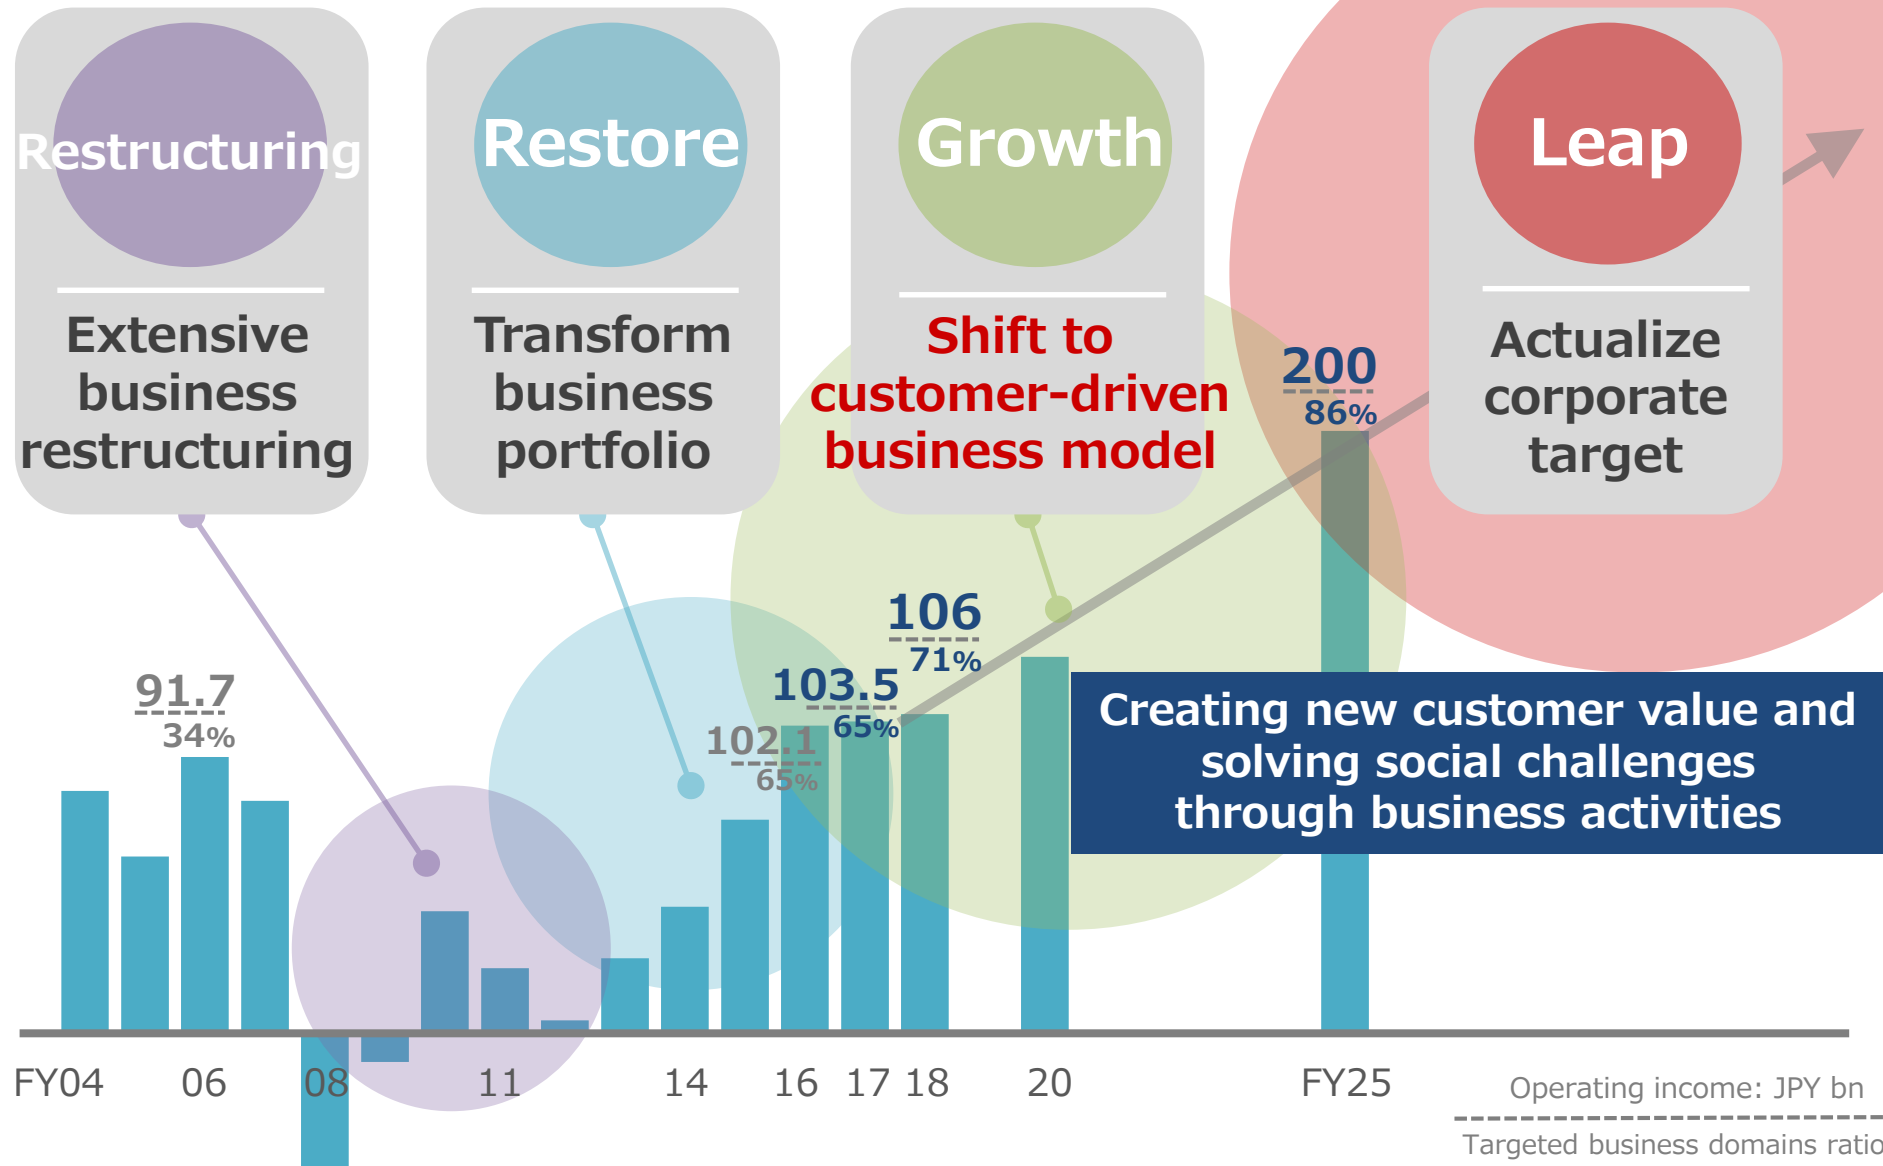 Restructuring
Extensive
business
restructuring
Restore
Transform
business
portfolio
Growth
Shift to
customer-driven
business model
Leap
Actualize
corporate
target
91.7
34%
102.1
65%
103.5
65%
106
71%
200
86%
Creating new customer value and
solving social challenges
through business activities
FY04 06 08 11 14 16 17 18 20 FY25
Operating income: JPY bn
Targeted business domains ratio